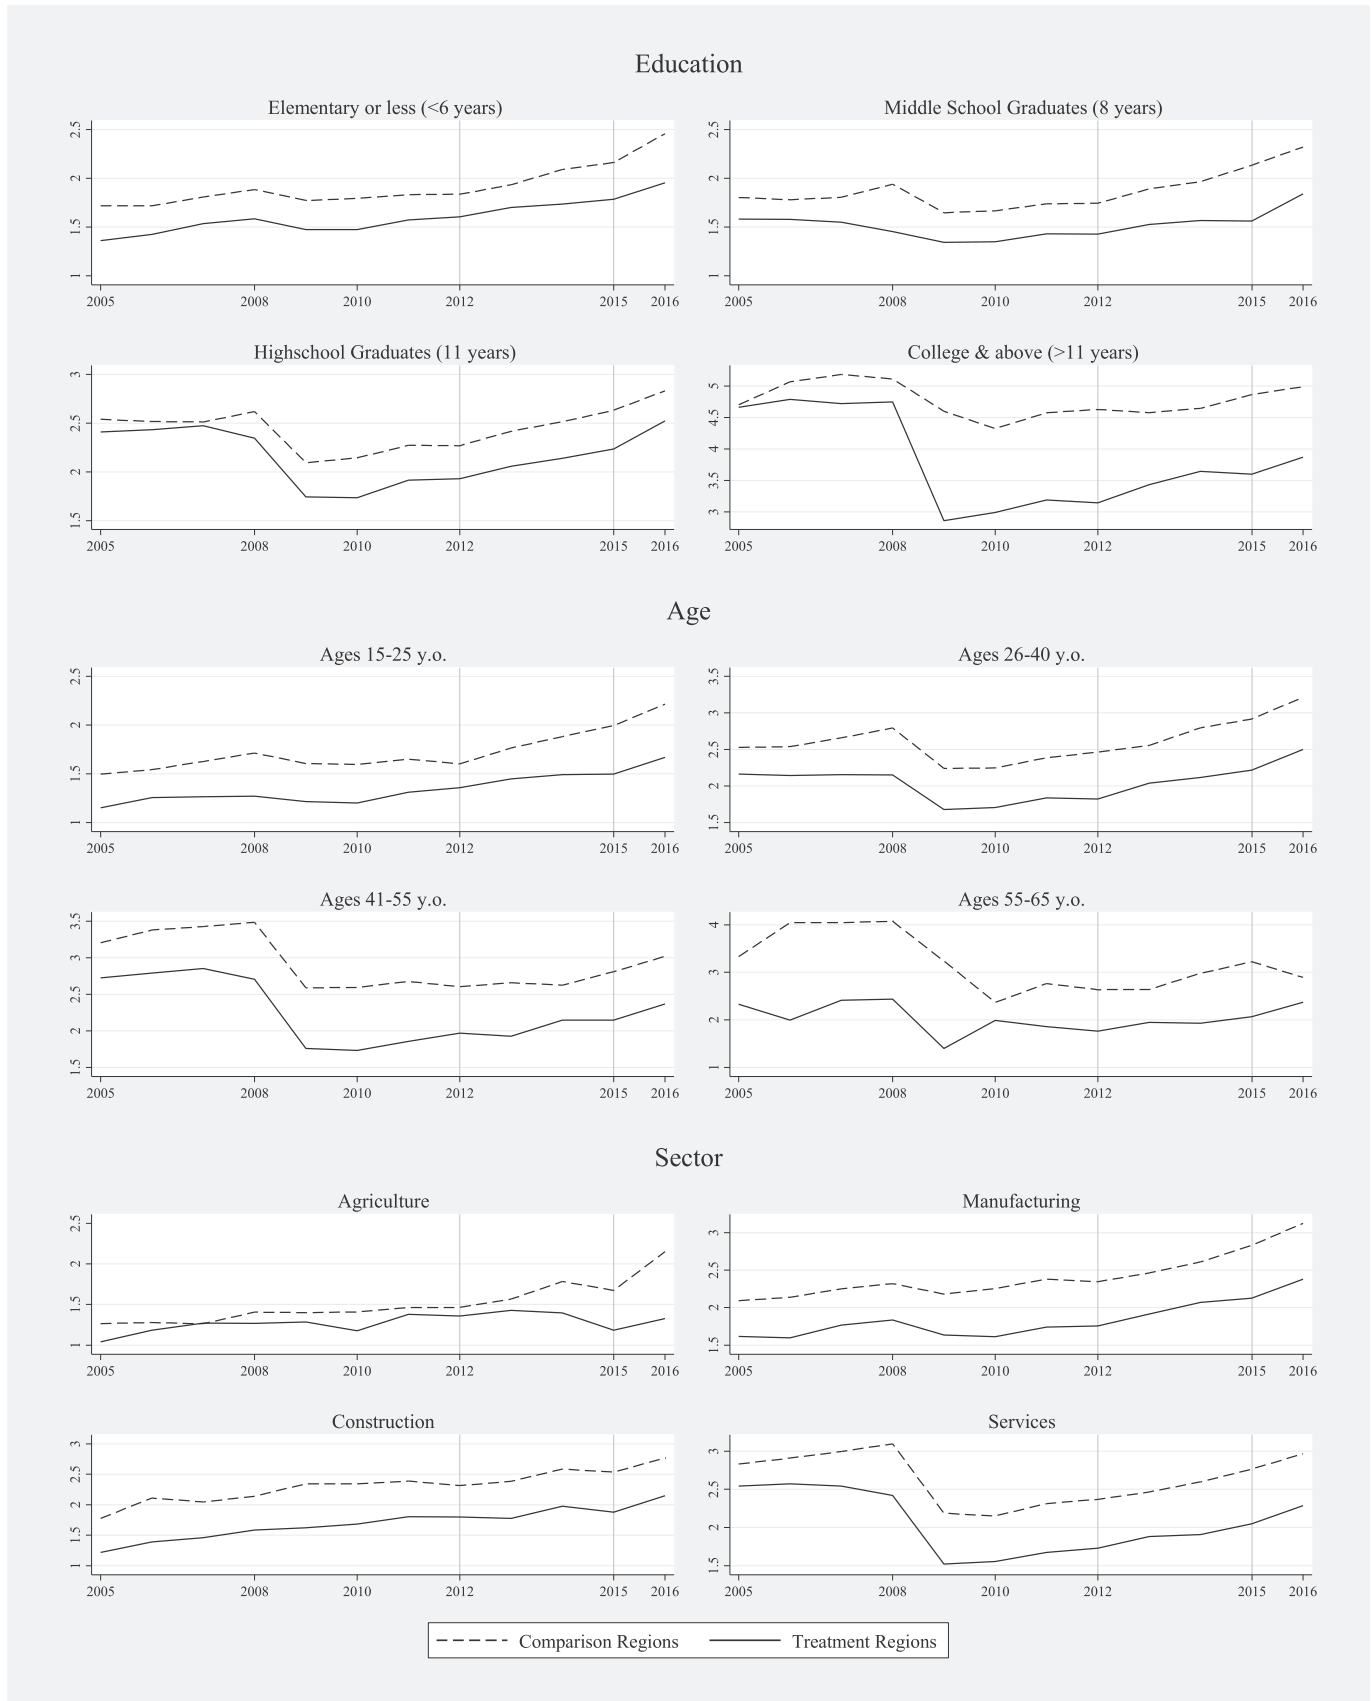 Education
Elementary or less (<6 years)
2.5
2
1.5
1
2005 2008 2010 2012 2015 2016
Middle School Graduates (8 years)
2.5
2
1.5
1
2005 2008 2010 2012 2015 2016
Highschool Graduates (11 years)
3
2.5
2
1.5
2005 2008 2010 2012 2015 2016
College & above (>11 years)
5
4.5
4
3.5
3
2005 2008 2010 2012 2015 2016
Age
Ages 15-25 y.o.
2.5
2
1.5
1
2005 2008 2010 2012 2015 2016
Ages 26-40 y.o.
3.5
3
2.5
2
1.5
2005 2008 2010 2012 2015 2016
Ages 41-55 y.o.
3.5
3
2.5
2
1.5
2005 2008 2010 2012 2015 2016
Ages 55-65 y.o.
4
3
2
1
2005 2008 2010 2012 2015 2016
Sector
Agriculture
2.5
2
1.5
1
2005 2008 2010 2012 2015 2016
Manufacturing
3
2.5
2
1.5
2005 2008 2010 2012 2015 2016
Construction
3
2.5
2
1.5
1
2005 2008 2010 2012 2015 2016
Services
3
2.5
2
1.5
2005 2008 2010 2012 2015 2016
Comparison Regions Treatment Regions